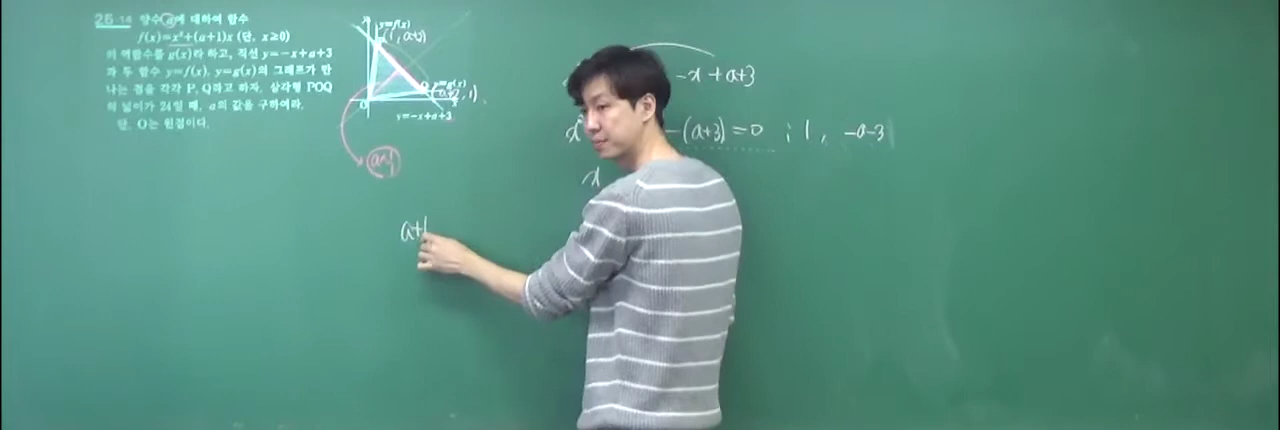 25-14 양수 a에 대하여 함수
f(x)=x²+(a+1)x (단, x≥0)
의 역함수를 g(x)라 하고, 직선 y=-x+a+3
과 두 함수 y=f(x), y=g(x)의 그래프가 만
나는 점을 각각 P, Q라고 하자. 삼각형 POQ
의 넓이가 24일 때, a의 값을 구하여라.
단, O는 원점이다.
y=f(x)
(1, a+2)
y=g(x)
(a+2, 1)
O
y=-x+a+3
a+1
-x+a+3
-(a+3)=0 ; 1, -a-3
x
a+1